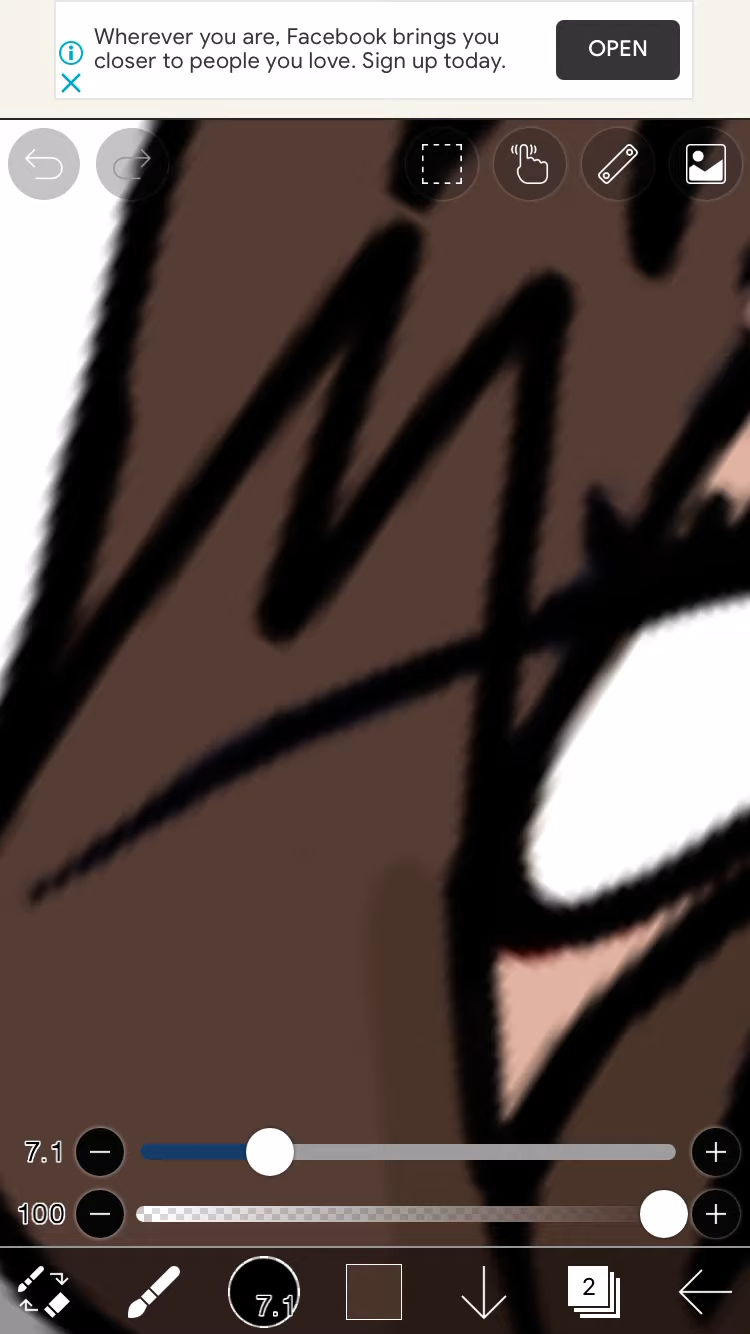 Wherever you are, Facebook brings you
closer to people you love. Sign up today.
OPEN
7.1
100
7.1
2